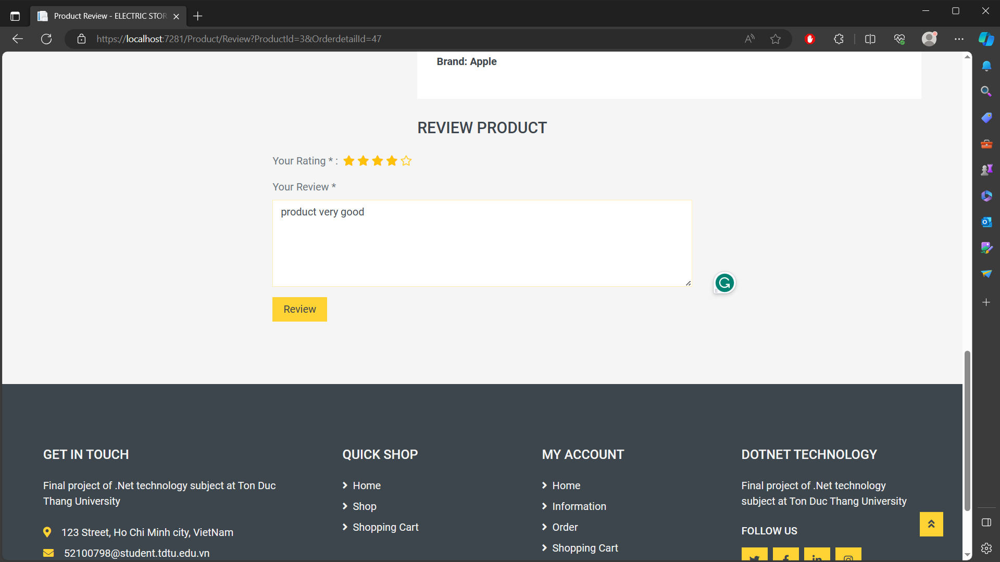 Product Review - ELECTRIC STOR
https://localhost:7281/Product/Review?ProductId=3&OrderdetailId=47
Brand: Apple
REVIEW PRODUCT
Your Rating * :
Your Review *
product very good
Review
GET IN TOUCH
Final project of .Net technology subject at Ton Duc
Thang University
123 Street, Ho Chi Minh city, VietNam
52100798@student.tdtu.edu.vn
QUICK SHOP
Home
Shop
Shopping Cart
MY ACCOUNT
Home
Information
Order
Shopping Cart
DOTNET TECHNOLOGY
Final project of .Net technology
subject at Ton Duc Thang University
FOLLOW US